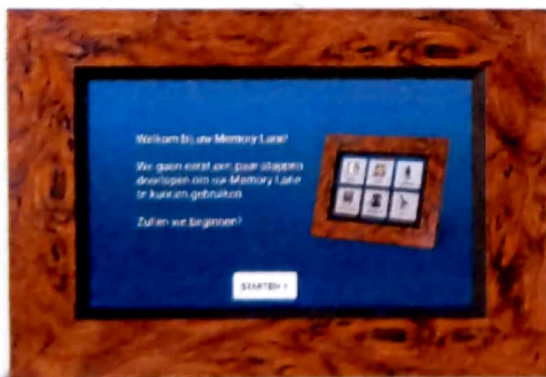 Welkom bij uw Memory Lane!
We gaan eerst een paar stappen
doorlopen om uw Memory Lane
te kunnen gebruiken
Zullen we beginnen?
STARTEN >